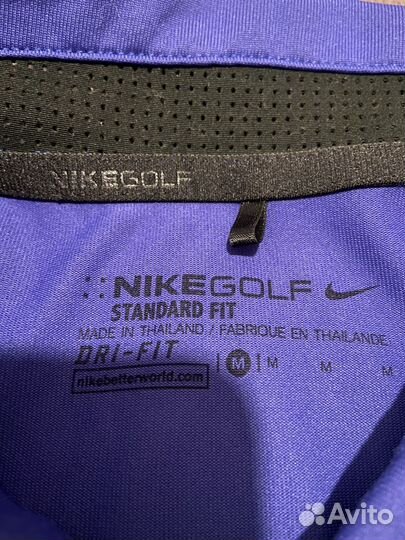 NIKEGOLF
NIKEGOLF
STANDARD FIT
MADE IN THAILAND / FABRIQUE EN THAILANDE
DRI-FIT
| M | M M M
nikebetterworld.com
Avito